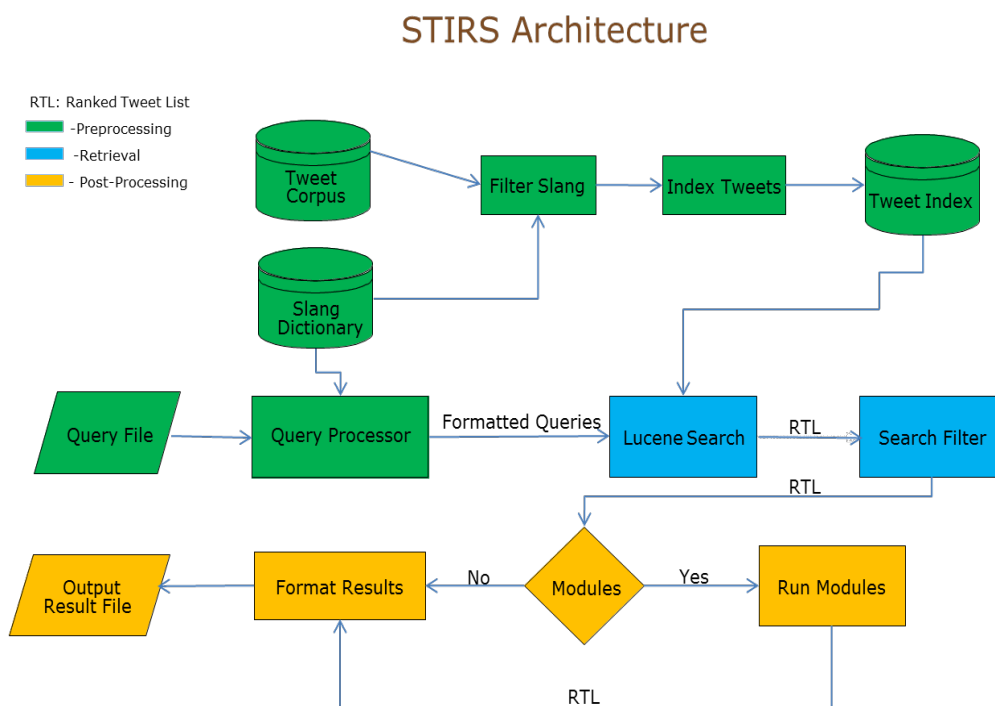 STIRS Architecture
RTL: Ranked Tweet List
-Preprocessing
-Retrieval
- Post-Processing
Tweet
Corpus
Filter Slang
Index Tweets
Tweet Index
Slang
Dictionary
Query File
Query Processor
Formatted Queries
Lucene Search
RTL
Search Filter
RTL
Output
Result File
Format Results
No
Modules
Yes
Run Modules
RTL